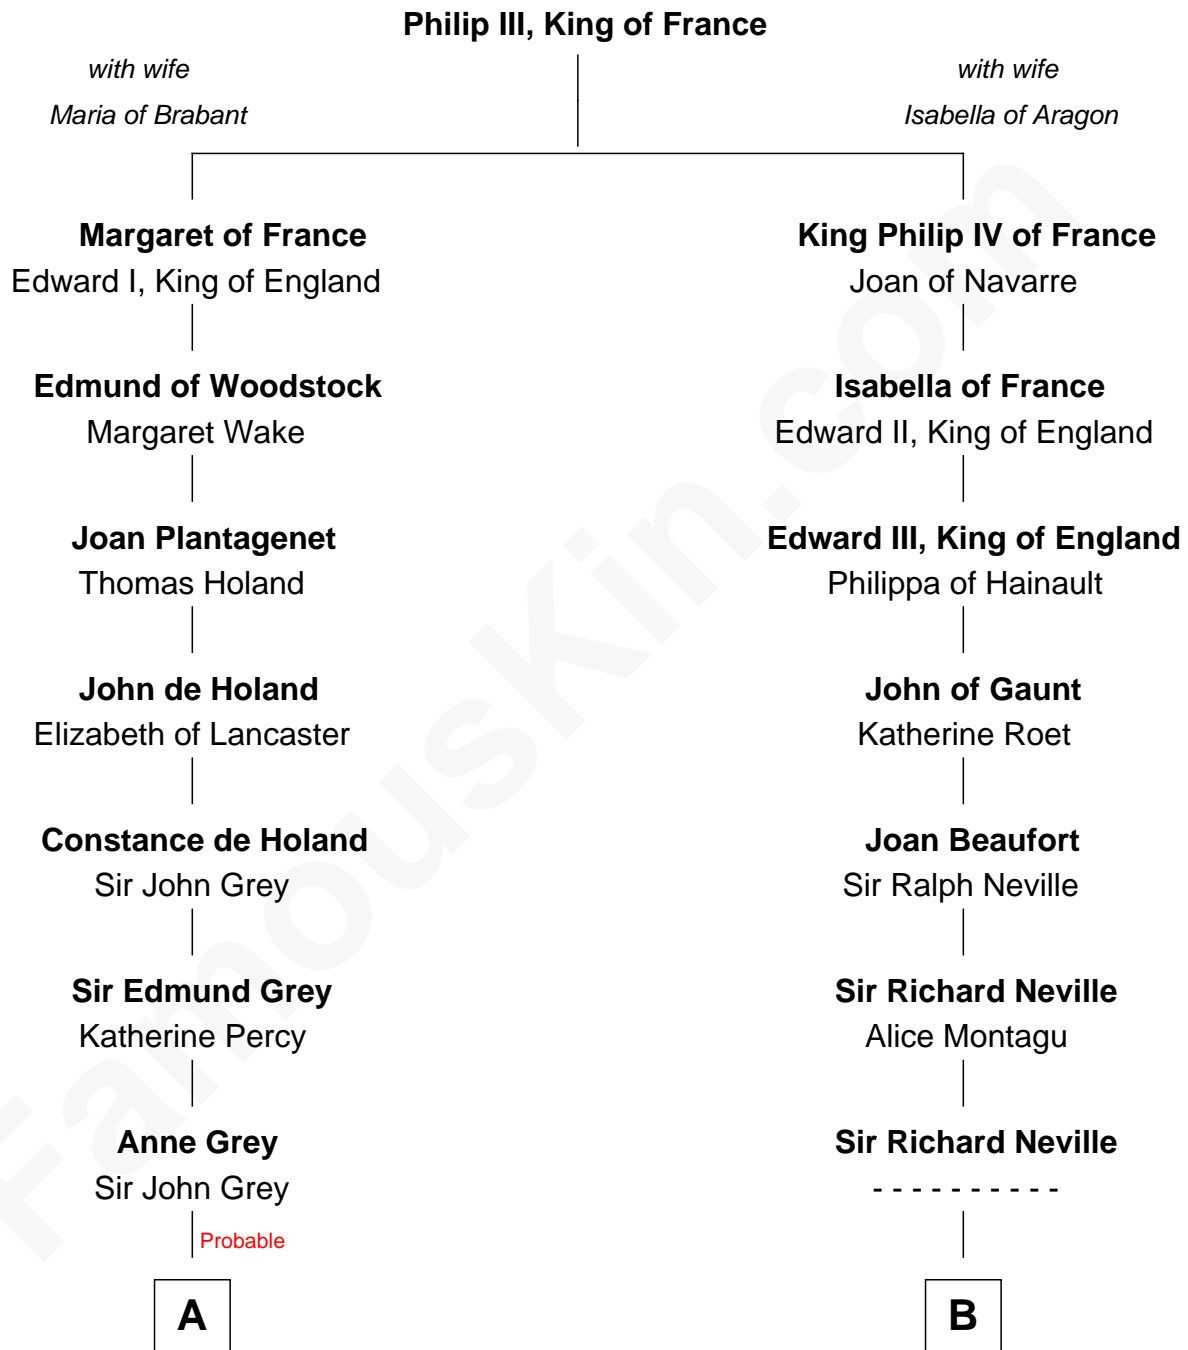 Philip III, King of France
with wife
Maria of Brabant
with wife
Isabella of Aragon
Margaret of France
Edward I, King of England
King Philip IV of France
Joan of Navarre
Edmund of Woodstock
Margaret Wake
Isabella of France
Edward II, King of England
Joan Plantagenet
Thomas Holand
Edward III, King of England
Philippa of Hainault
John de Holand
Elizabeth of Lancaster
John of Gaunt
Katherine Roet
Constance de Holand
Sir John Grey
Joan Beaufort
Sir Ralph Neville
Sir Edmund Grey
Katherine Percy
Sir Richard Neville
Alice Montagu
Anne Grey
Sir John Grey
Probable
Sir Richard Neville
- - - - - - - - - -
A
B
FamousKin.com